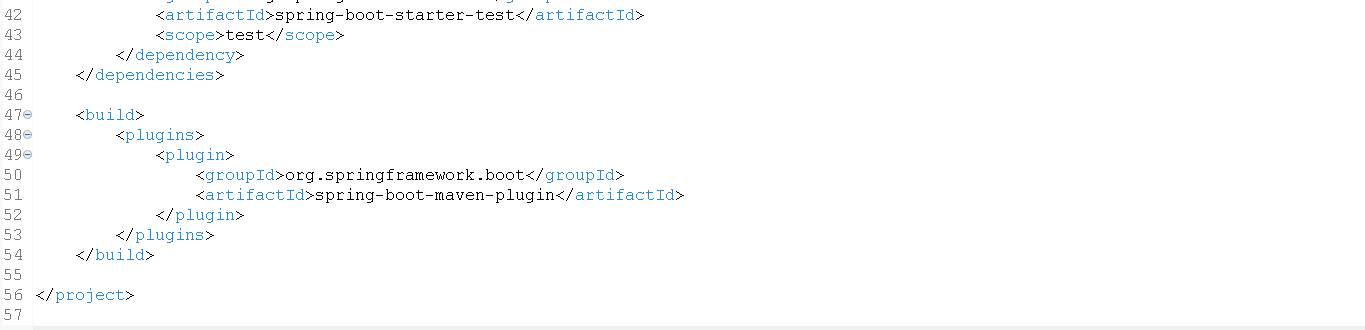 42 <artifactId>spring-boot-starter-test</artifactId>
43 <scope>test</scope>
44 </dependency>
45 </dependencies>
46
47 <build>
48 <plugins>
49 <plugin>
50 <groupId>org.springframework.boot</groupId>
51 <artifactId>spring-boot-maven-plugin</artifactId>
52 </plugin>
53 </plugins>
54 </build>
55
56 </project>
57